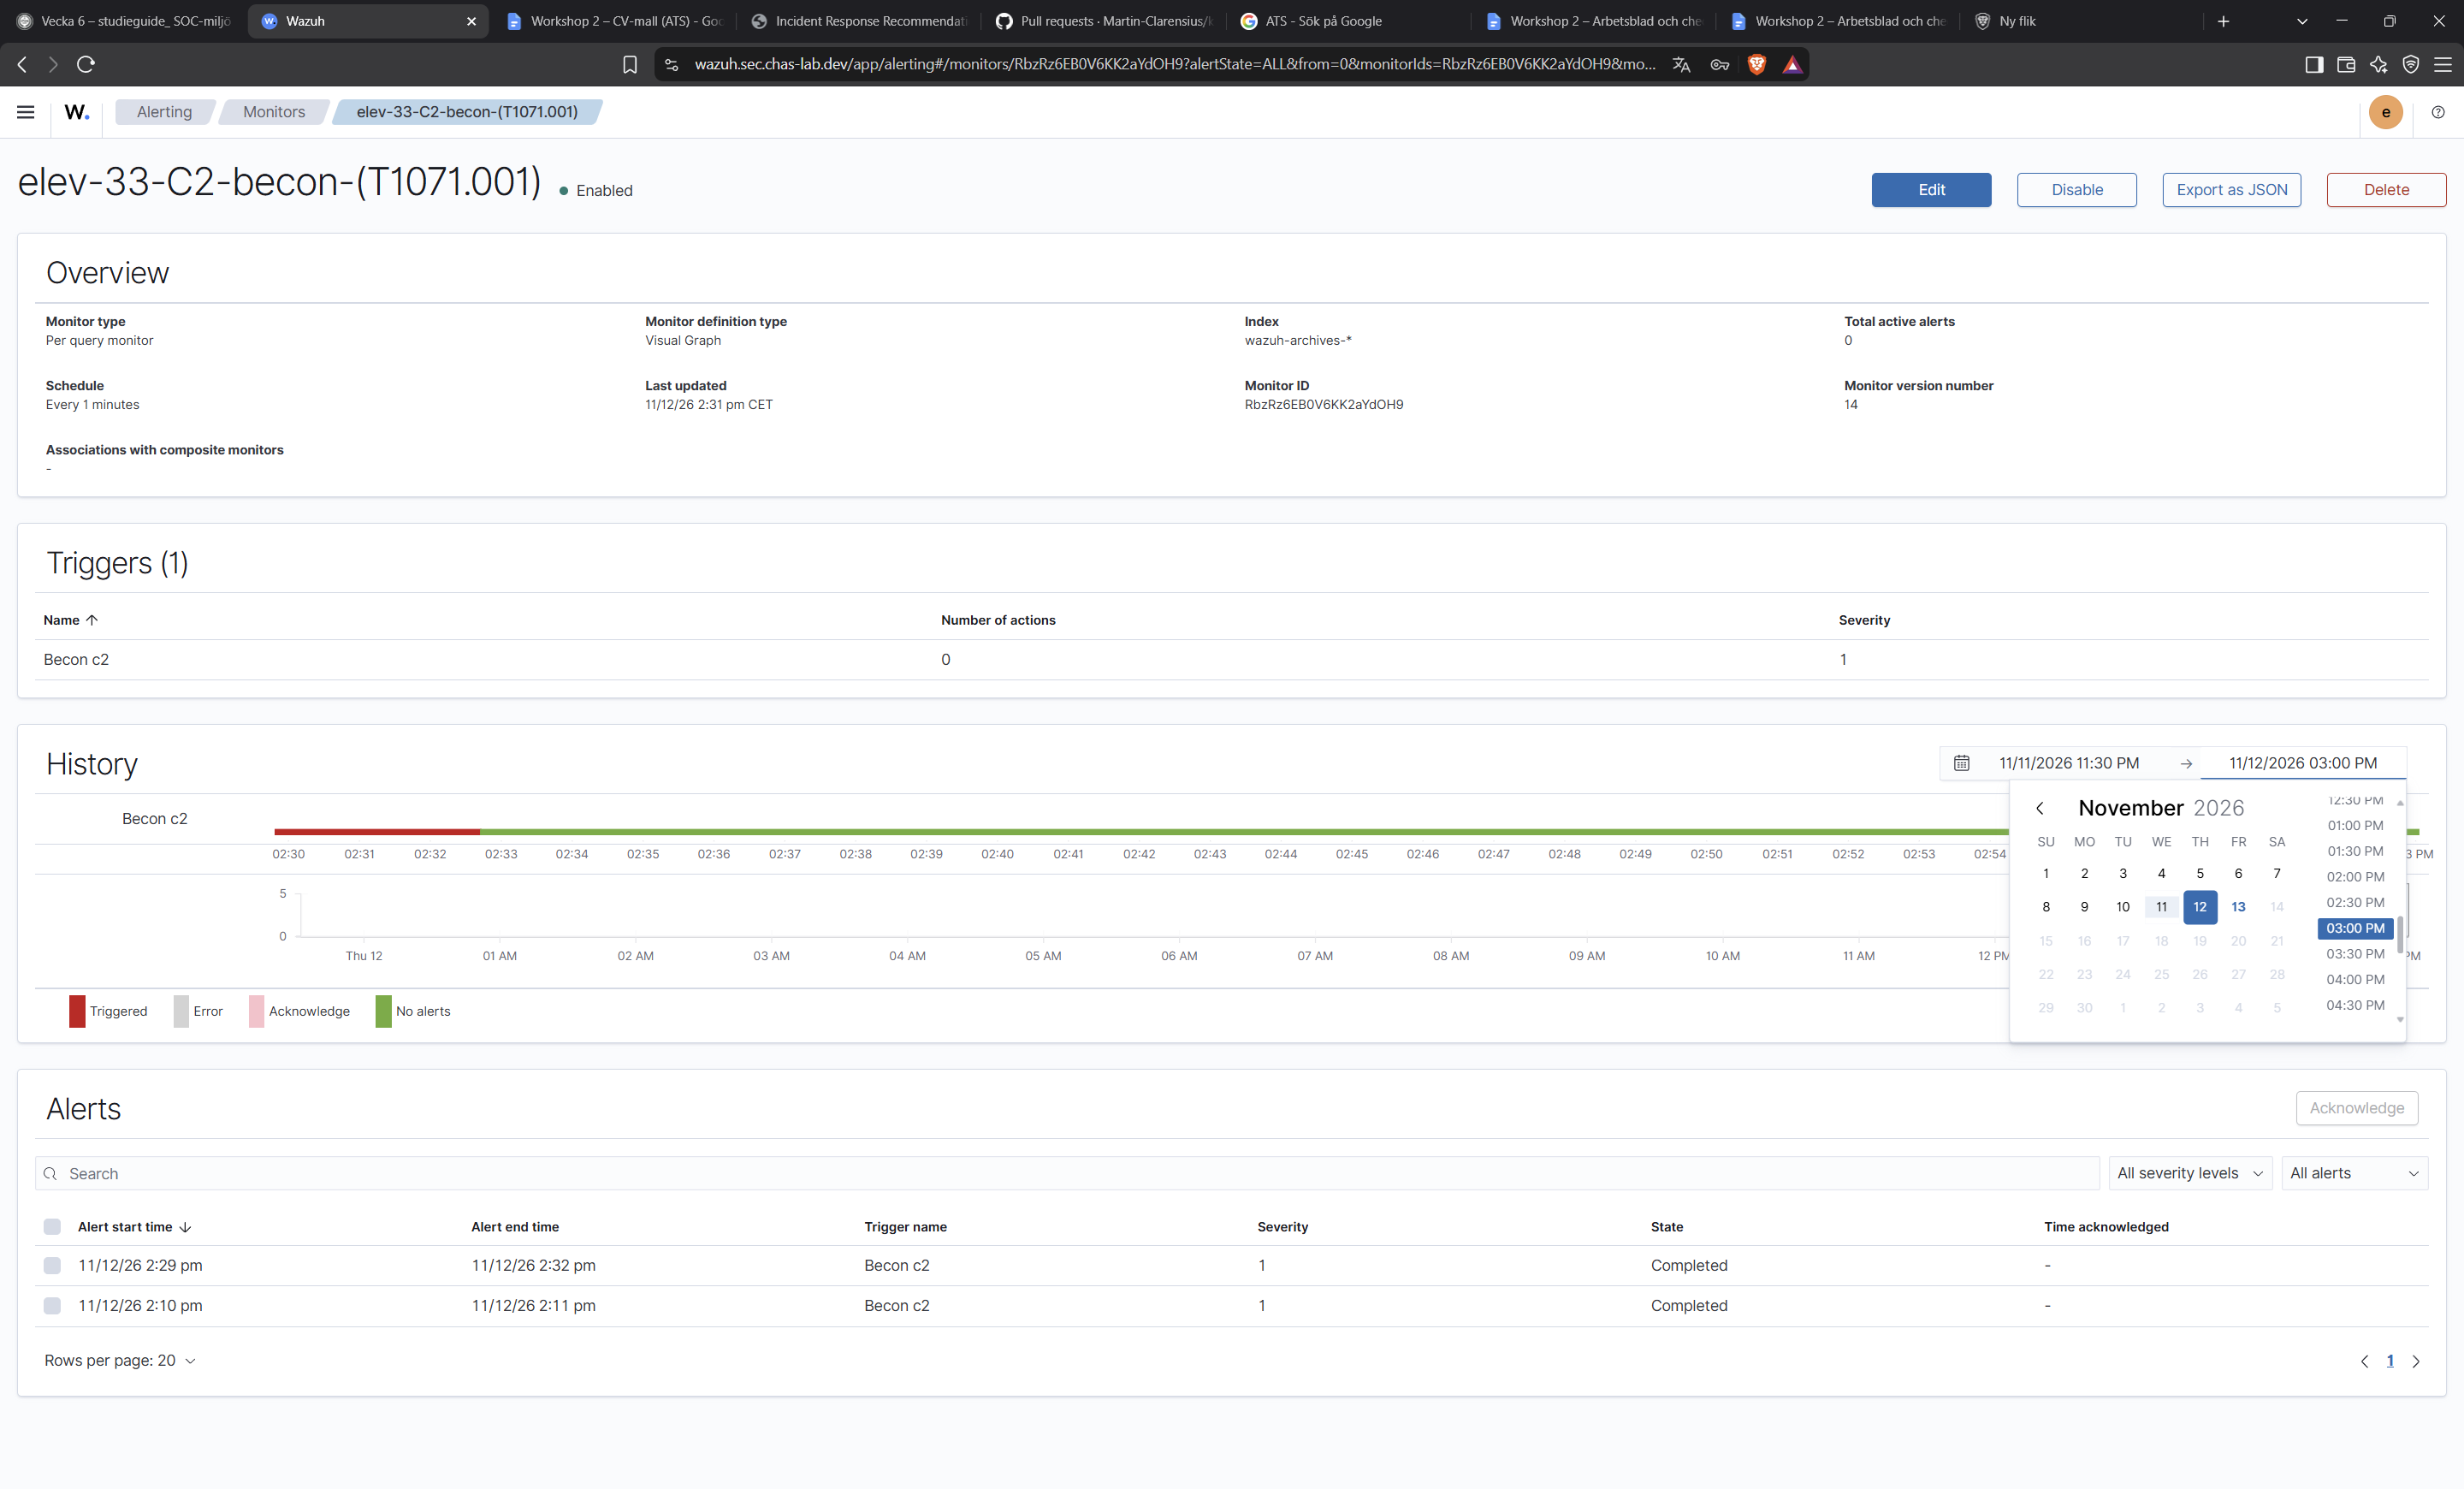 Vecka 6 – studieguide_ SOC-miljö
Wazuh
Workshop 2 – CV-mall (ATS) - Goo
Incident Response Recommendati
Pull requests · Martin-Clarensius/k
ATS - Sök på Google
Workshop 2 – Arbetsblad och che
Workshop 2 – Arbetsblad och che
Ny flik
wazuh.sec.chas-lab.dev/app/alerting#/monitors/RbzRz6EB0V6KK2aYdOH9?alertState=ALL&from=0&monitorIds=RbzRz6EB0V6KK2aYdOH9&mo...
W. Alerting Monitors elev-33-C2-becon-(T1071.001) e
elev-33-C2-becon-(T1071.001) Enabled
Edit Disable Export as JSON Delete
Overview
Monitor type Monitor definition type Index Total active alerts
Per query monitor Visual Graph wazuh-archives-* 0
Schedule Last updated Monitor ID Monitor version number
Every 1 minutes 11/12/26 2:31 pm CET RbzRz6EB0V6KK2aYdOH9 14
Associations with composite monitors
-
Triggers (1)
Name Number of actions Severity
Becon c2 0 1
History
11/11/2026 11:30 PM → 11/12/2026 03:00 PM
Becon c2
02:30 02:31 02:32 02:33 02:34 02:35 02:36 02:37 02:38 02:39 02:40 02:41 02:42 02:43 02:44 02:45 02:46 02:47 02:48 02:49 02:50 02:51 02:52 02:53 02:54 3 PM
5
0
Thu 12 01 AM 02 AM 03 AM 04 AM 05 AM 06 AM 07 AM 08 AM 09 AM 10 AM 11 AM 12 PM PM
Triggered Error Acknowledge No alerts
November 2026
SU MO TU WE TH FR SA
1 2 3 4 5 6 7
8 9 10 11 12 13 14
15 16 17 18 19 20 21
22 23 24 25 26 27 28
29 30 1 2 3 4 5
12:30 PM
01:00 PM
01:30 PM
02:00 PM
02:30 PM
03:00 PM
03:30 PM
04:00 PM
04:30 PM
Alerts
Acknowledge
Search
All severity levels All alerts
Alert start time Alert end time Trigger name Severity State Time acknowledged
11/12/26 2:29 pm 11/12/26 2:32 pm Becon c2 1 Completed -
11/12/26 2:10 pm 11/12/26 2:11 pm Becon c2 1 Completed -
Rows per page: 20
1